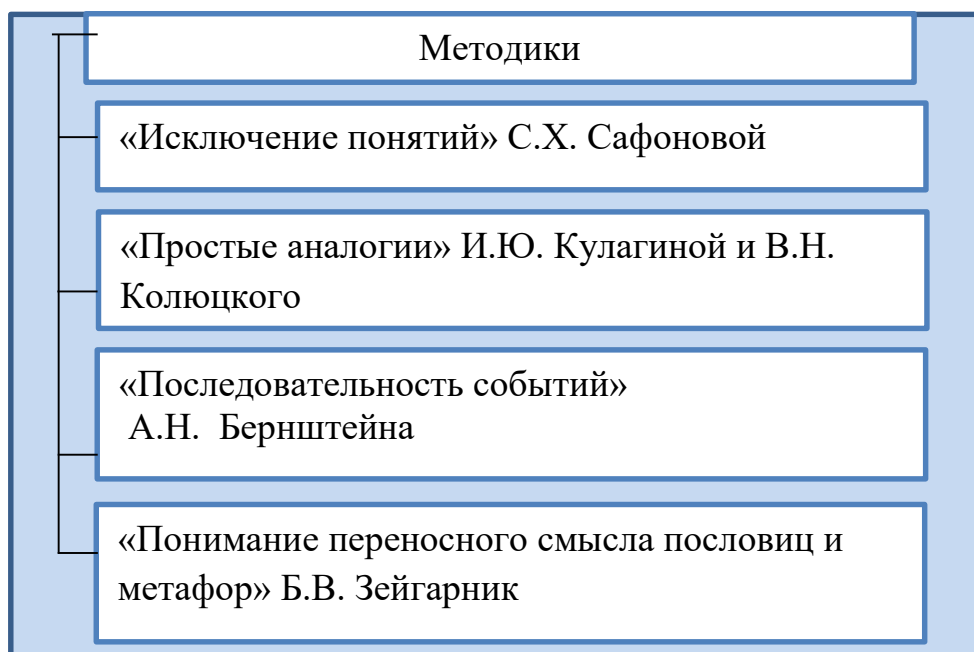 Методики
«Исключение понятий» С.Х. Сафоновой
«Простые аналогии» И.Ю. Кулагиной и В.Н.
Колюцкого
«Последовательность событий»
А.Н. Бернштейна
«Понимание переносного смысла пословиц и
метафор» Б.В. Зейгарник